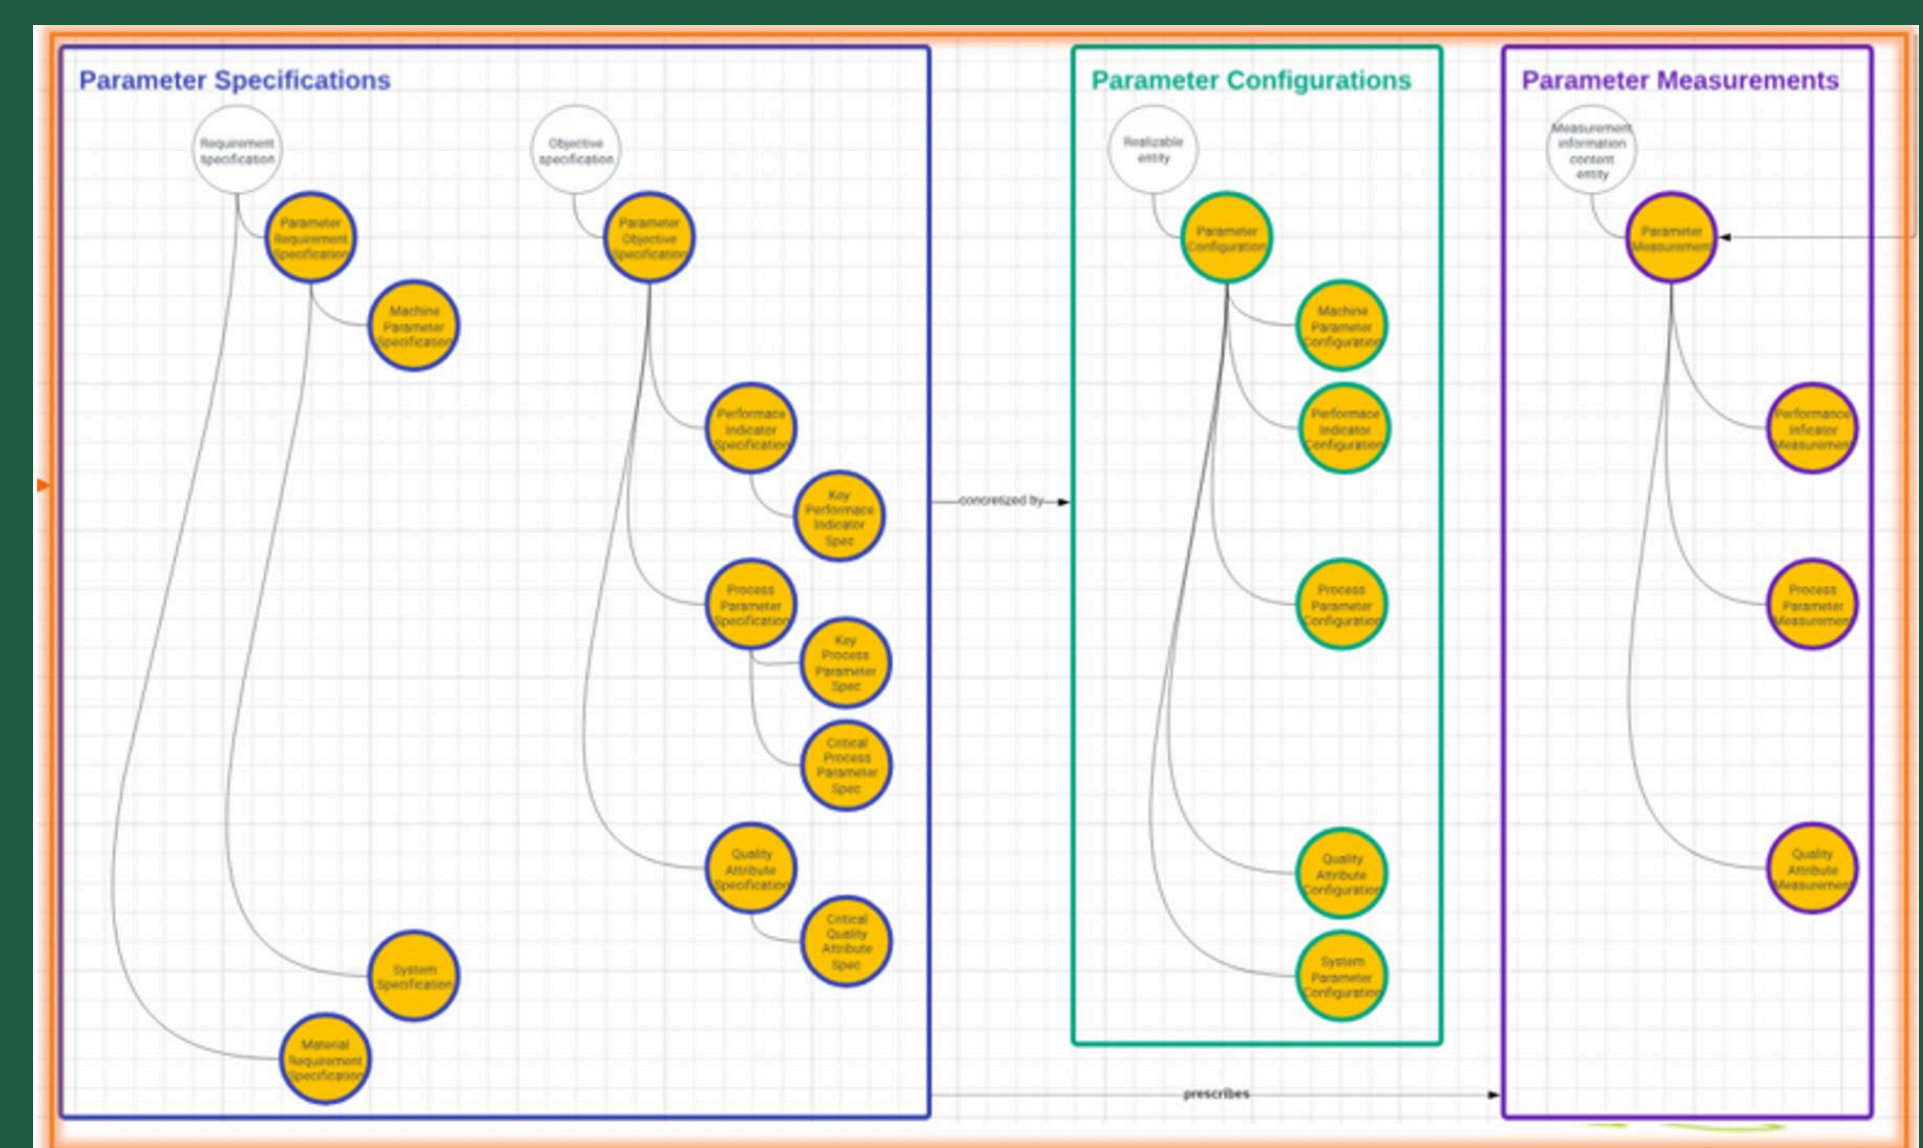 Parameter Specifications
Requirement
specification
Objective
specification
Parameter
Requirement
Specification
Parameter
Objective
Specification
Machine
Parameter
Specification
Performace
Indicator
Specification
Key
Performace
Indicator
Spec
Process
Parameter
Specification
Key
Process
Parameter
Spec
Critical
Process
Parameter
Spec
Quality
Attribute
Specification
Critical
Quality
Attribute
Spec
System
Specification
Material
Requirement
Specification
concretized by
prescribes
Parameter Configurations
Realizable
entity
Parameter
Configuration
Machine
Parameter
Configuration
Performace
Indicator
Configuration
Process
Parameter
Configuration
Quality
Attribute
Configuration
System
Parameter
Configuration
Parameter Measurements
Measurement
information
content
entity
Parameter
Measurement
Performance
Inficator
Measurement
Process
Parameter
Measurement
Quality
Attribute
Measurement